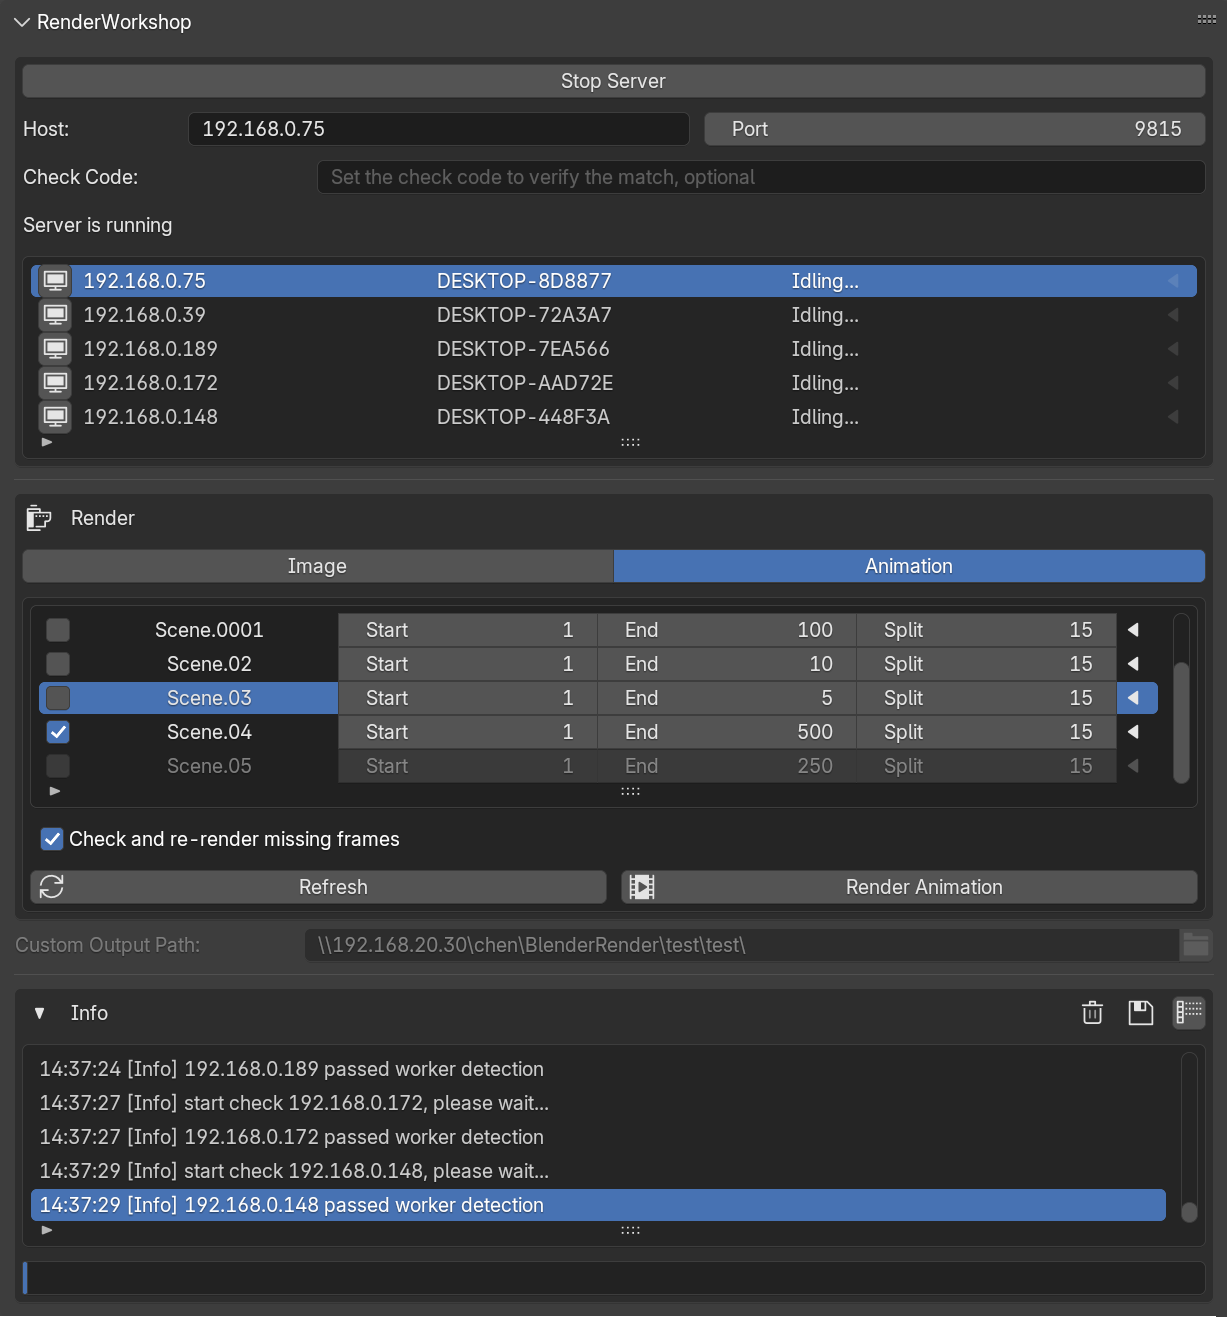 RenderWorkshop
Stop Server
Host: 192.168.0.75 Port 9815
Check Code: Set the check code to verify the match, optional
Server is running
192.168.0.75 DESKTOP-8D8877 Idling...
192.168.0.39 DESKTOP-72A3A7 Idling...
192.168.0.189 DESKTOP-7EA566 Idling...
192.168.0.172 DESKTOP-AAD72E Idling...
192.168.0.148 DESKTOP-448F3A Idling...
Render
Image Animation
Scene.0001 Start 1 End 100 Split 15
Scene.02 Start 1 End 10 Split 15
Scene.03 Start 1 End 5 Split 15
Scene.04 Start 1 End 500 Split 15
Scene.05 Start 1 End 250 Split 15
Check and re-render missing frames
Refresh Render Animation
Custom Output Path: \\192.168.20.30\chen\BlenderRender\test\test\
Info
14:37:24 [Info] 192.168.0.189 passed worker detection
14:37:27 [Info] start check 192.168.0.172, please wait...
14:37:27 [Info] 192.168.0.172 passed worker detection
14:37:29 [Info] start check 192.168.0.148, please wait...
14:37:29 [Info] 192.168.0.148 passed worker detection